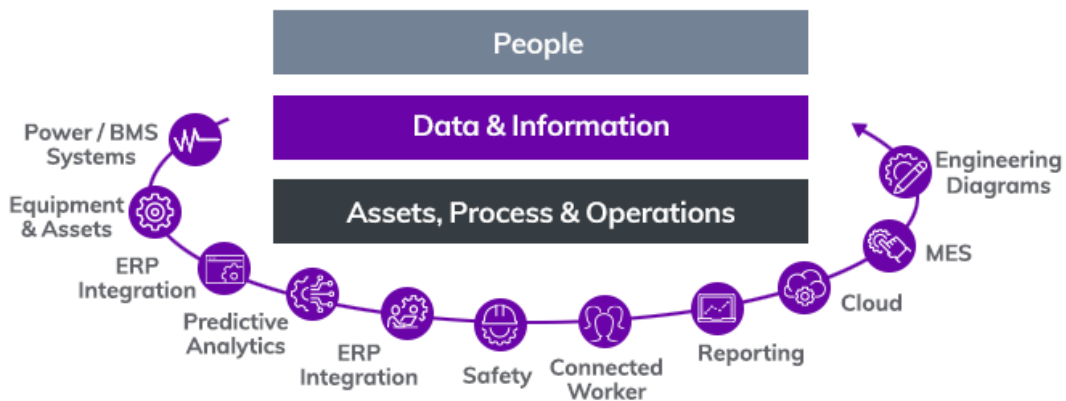 People
Data & Information
Assets, Process & Operations
Power / BMS
Systems
Equipment
& Assets
ERP
Integration
Predictive
Analytics
ERP
Integration
Safety
Connected
Worker
Reporting
Cloud
MES
Engineering
Diagrams